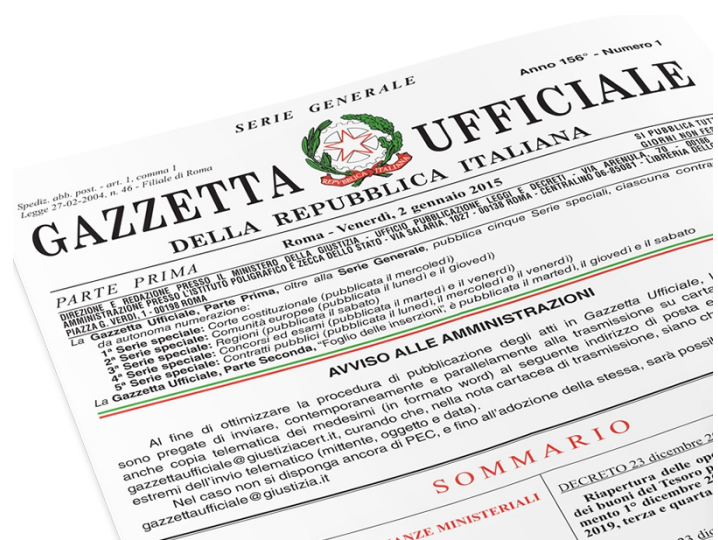 SERIE GENERALE
Anno 156° - Numero 1
Spediz. abb. post. - art. 1, comma 1
Legge 27-02-2004, n. 46 - Filiale di Roma
GAZZETTA UFFICIALE
REPVBBLICA ITALIANA
DELLA REPUBBLICA ITALIANA
Roma - Venerdì, 2 gennaio 2015
SI PUBBLICA TUTTI
GIORNI NON
PARTE PRIMA
DIREZIONE E REDAZIONE PRESSO IL MINISTERO DELLA GIUSTIZIA - UFFICIO PUBBLICAZIONE LEGGI E DECRETI - VIA ARENULA, 70 - 00186
AMMINISTRAZIONE PRESSO L'ISTITUTO POLIGRAFICO E ZECCA DELLO STATO - VIA SALARIA, 1027 - 00138 ROMA - CENTRALINO 06-85081 - LIBRERIA DELLO
PIAZZA G. VERDI, 1 - 00198 ROMA
La Gazzetta Ufficiale, Parte Prima, oltre alla Serie Generale, pubblica cinque Serie speciali, ciascuna
da autonoma numerazione:
1ª Serie speciale: Corte costituzionale (pubblicata il mercoledì)
2ª Serie speciale: Comunità europee (pubblicata il lunedì e il giovedì)
3ª Serie speciale: Regioni (pubblicata il sabato)
4ª Serie speciale: Concorsi ed esami (pubblicata il martedì e il venerdì)
5ª Serie speciale: Contratti pubblici (pubblicata il lunedì, il mercoledì e il venerdì)
La Gazzetta Ufficiale, Parte Seconda, "Foglio delle inserzioni", è pubblicata il martedì, il giovedì e il sabato
AVVISO ALLE AMMINISTRAZIONI
Al fine di ottimizzare la procedura di pubblicazione degli atti in Gazzetta Ufficiale,
sono pregate di inviare, contemporaneamente e parallelamente alla trasmissione su
anche copia telematica dei medesimi (in formato word) al seguente indirizzo di posta
gazzettaufficiale@giustiziacert.it, curando che, nella nota cartacea di trasmissione, siano
estremi dell'invio telematico (mittente, oggetto e data).
Nel caso non si disponga ancora di PEC, e fino all'adozione della stessa, sarà
gazzettaufficiale@giustizia.it
SOMMARIO
MINISTERIALI
DECRETO 23 dicembre
Riapertura delle
dei buoni del Tesoro
mento 1° dicembre
2019, terza e quarta